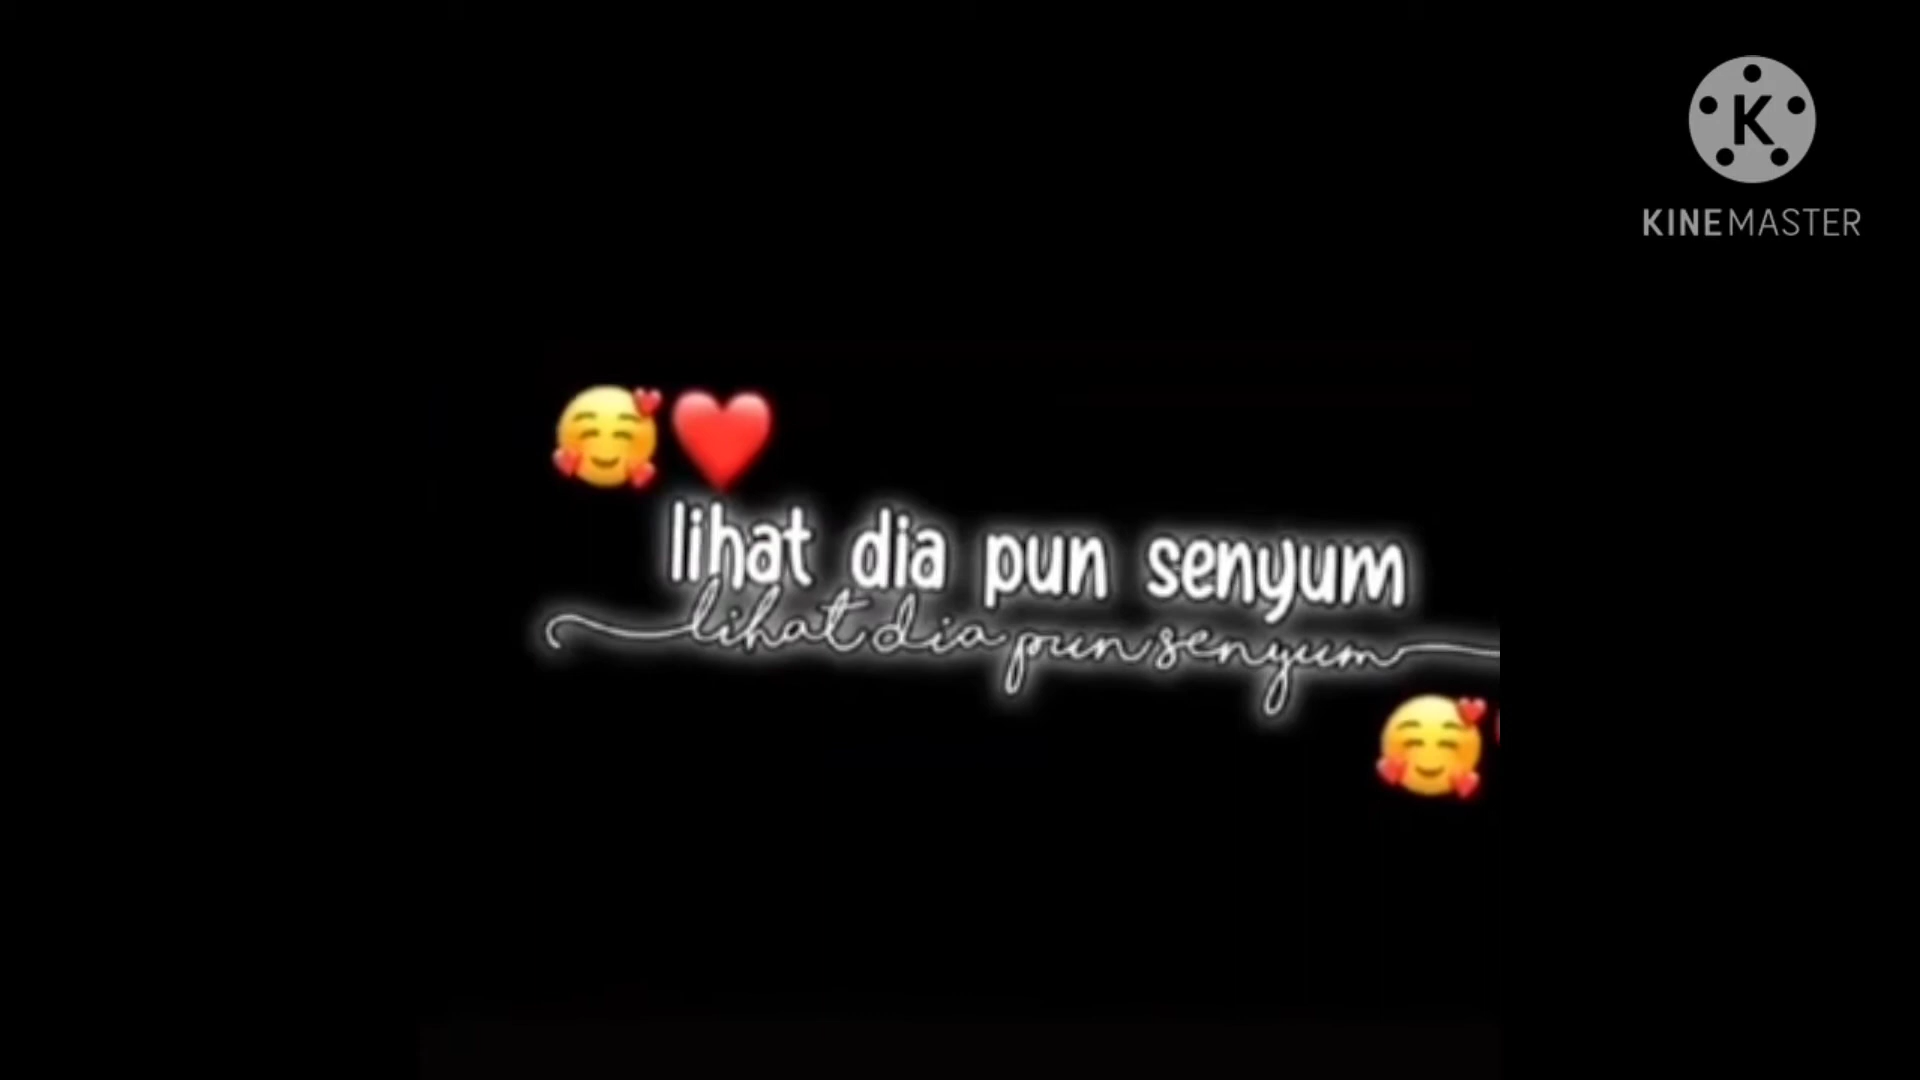 K
KINEMASTER
🥰❤️
lihat dia pun senyum
lihat dia pun senyum
🥰